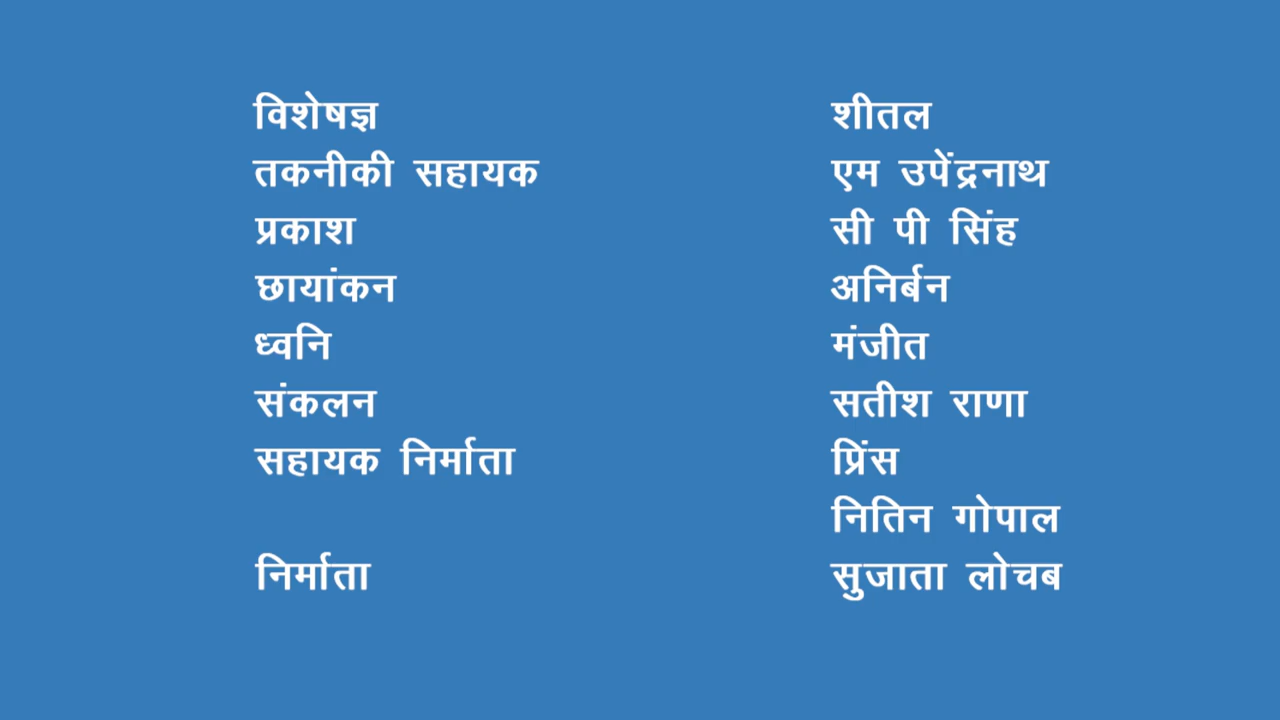 विशेषज्ञ शीतल
तकनीकी सहायक एम उपेंद्रनाथ
प्रकाश सी पी सिंह
छायांकन अनिर्बन
ध्वनि मंजीत
संकलन सतीश राणा
सहायक निर्माता प्रिंस
नितिन गोपाल
निर्माता सुजाता लोचब